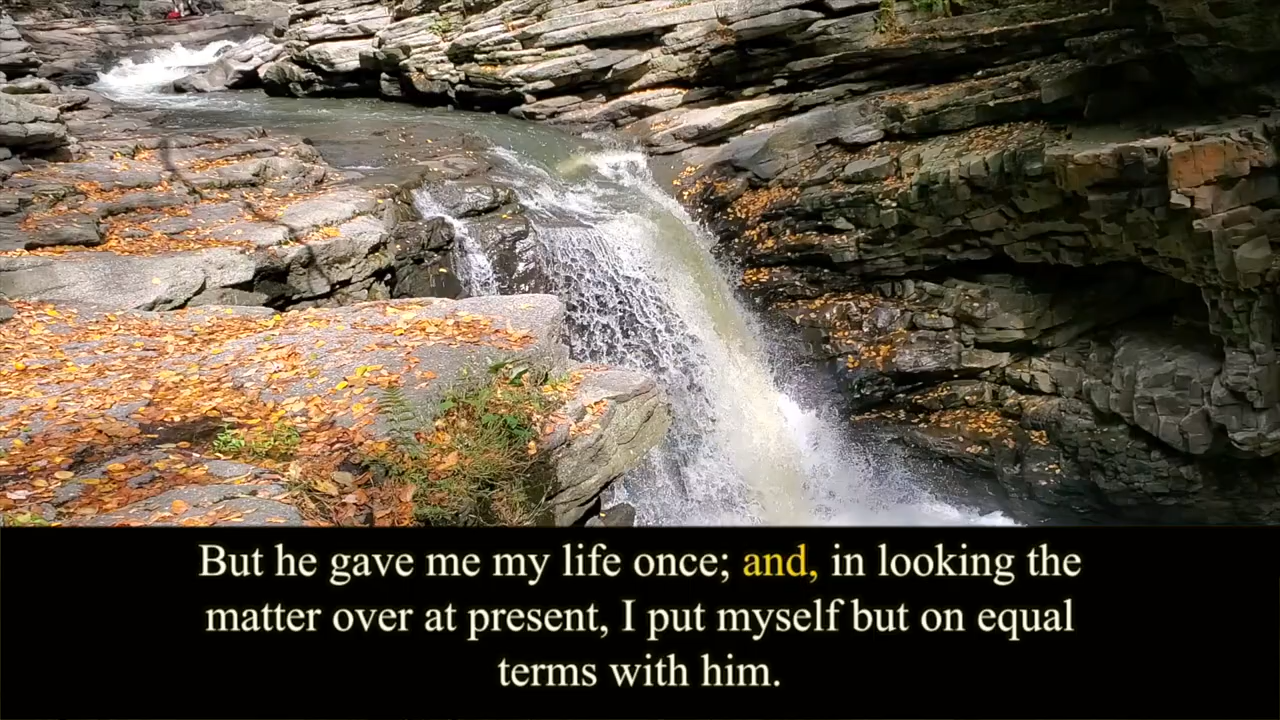 But he gave me my life once; and, in looking the
matter over at present, I put myself but on equal
terms with him.